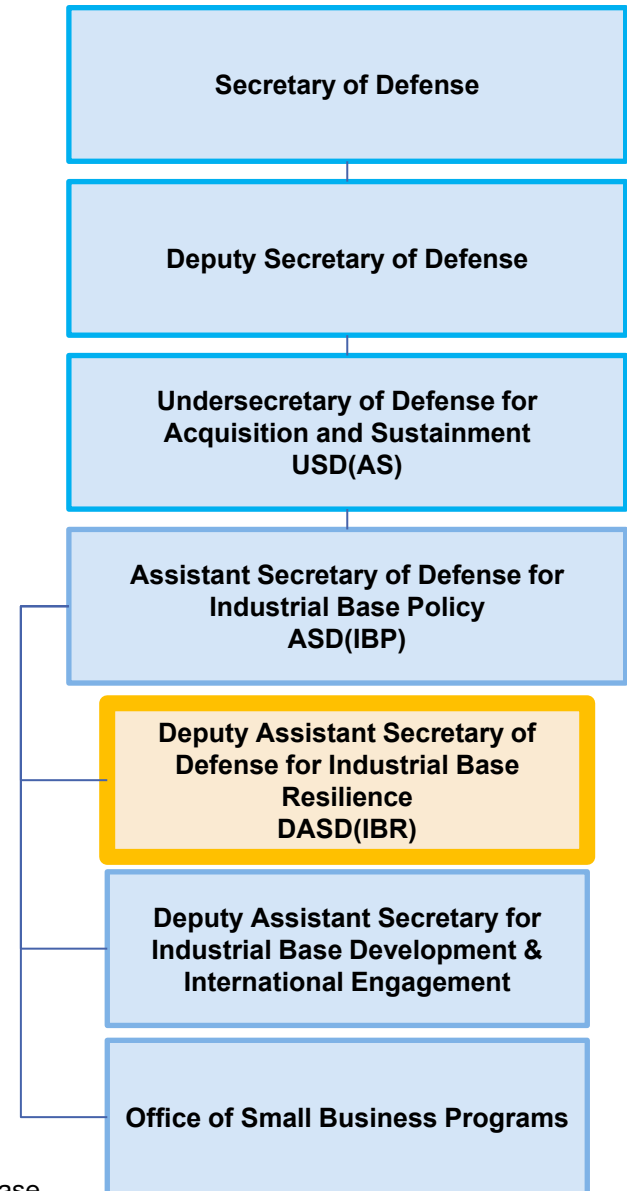 Secretary of Defense
Deputy Secretary of Defense
Undersecretary of Defense for
Acquisition and Sustainment
USD(AS)
Assistant Secretary of Defense for
Industrial Base Policy
ASD(IBP)
Deputy Assistant Secretary of
Defense for Industrial Base
Resilience
DASD(IBR)
Deputy Assistant Secretary for
Industrial Base Development &
International Engagement
Office of Small Business Programs